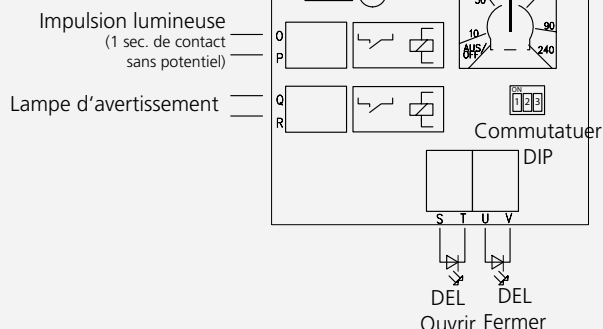 Impulsion lumineuse
(1 sec. de contact
sans potentiel)
O
P
30
10
90
AUS/
OFF
240
Lampe d'avertissement
Q
R
ON
1 2 3
Commutatuer
DIP
S T U V
DEL
Ouvrir
DEL
Fermer